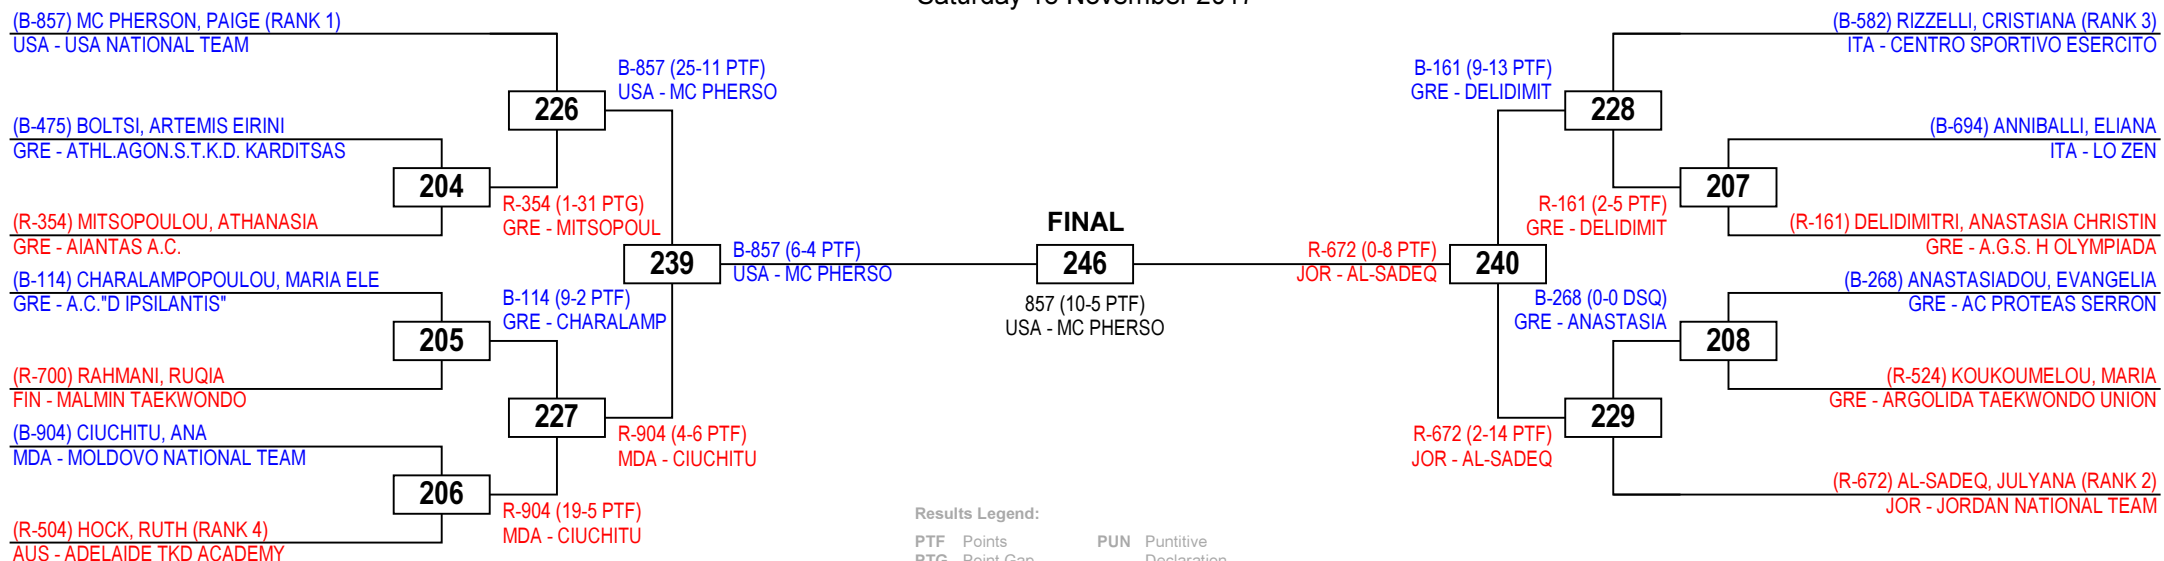 Saturday 18 November 2017
(B-857) MC PHERSON, PAIGE (RANK 1)
USA - USA NATIONAL TEAM
(B-475) BOLTSI, ARTEMIS EIRINI
GRE - ATHL.AGON.S.T.K.D. KARDITSAS
(R-354) MITSOPOULOU, ATHANASIA
GRE - AIANTAS A.C.
(B-114) CHARALAMPOPOULOU, MARIA ELE
GRE - A.C."D IPSILANTIS"
(R-700) RAHMANI, RUQIA
FIN - MALMIN TAEKWONDO
(B-904) CIUCHITU, ANA
MDA - MOLDOVO NATIONAL TEAM
(R-504) HOCK, RUTH (RANK 4)
AUS - ADELAIDE TKD ACADEMY
204
205
206
226
R-354 (1-31 PTG)
GRE - MITSOPOUL
B-114 (9-2 PTF)
GRE - CHARALAMP
227
R-904 (19-5 PTF)
MDA - CIUCHITU
B-857 (25-11 PTF)
USA - MC PHERSO
239
R-904 (4-6 PTF)
MDA - CIUCHITU
B-857 (6-4 PTF)
USA - MC PHERSO
FINAL
246
857 (10-5 PTF)
USA - MC PHERSO
R-672 (0-8 PTF)
JOR - AL-SADEQ
240
B-161 (9-13 PTF)
GRE - DELIDIMIT
R-672 (2-14 PTF)
JOR - AL-SADEQ
228
R-161 (2-5 PTF)
GRE - DELIDIMIT
B-268 (0-0 DSQ)
GRE - ANASTASIA
229
207
208
(B-582) RIZZELLI, CRISTIANA (RANK 3)
ITA - CENTRO SPORTIVO ESERCITO
(B-694) ANNIBALLI, ELIANA
ITA - LO ZEN
(R-161) DELIDIMITRI, ANASTASIA CHRISTIN
GRE - A.G.S. H OLYMPIADA
(B-268) ANASTASIADOU, EVANGELIA
GRE - AC PROTEAS SERRON
(R-524) KOUKOUMELOU, MARIA
GRE - ARGOLIDA TAEKWONDO UNION
(R-672) AL-SADEQ, JULYANA (RANK 2)
JOR - JORDAN NATIONAL TEAM
Results Legend:
PTF Points PUN Puntitive
PTG Point Gap Declaration